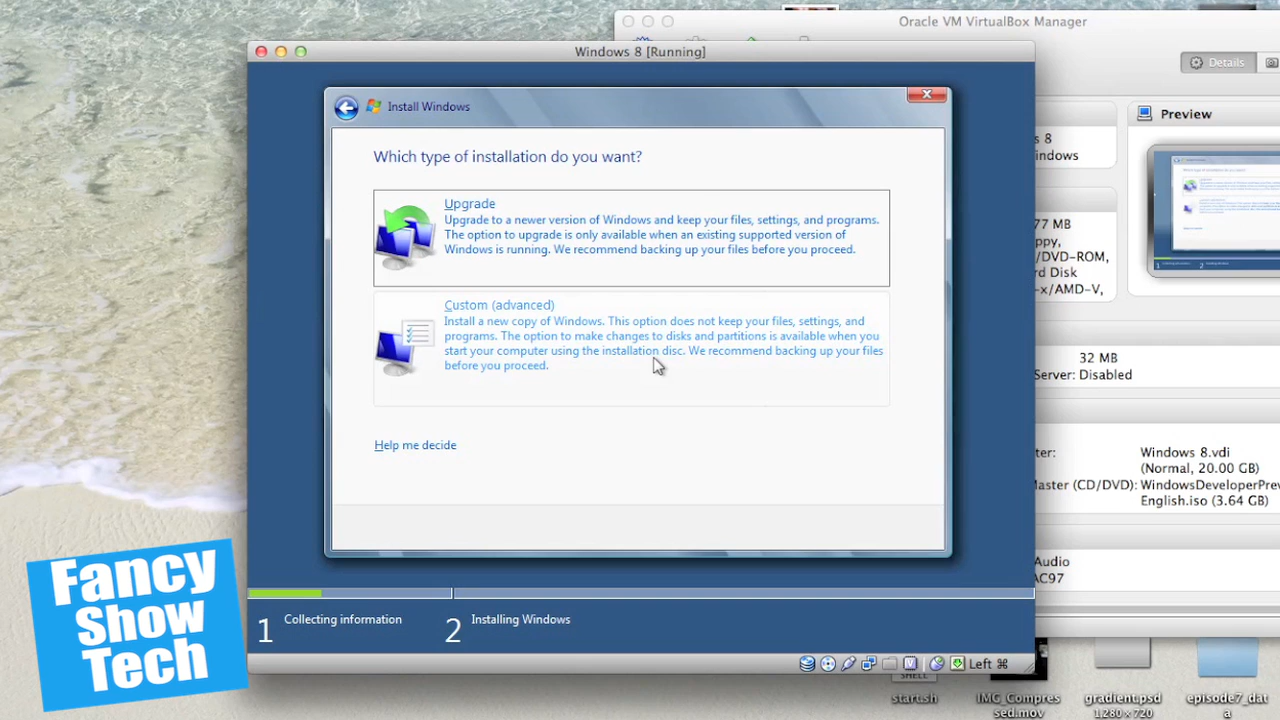 Oracle VM VirtualBox Manager
Windows 8 [Running]
Details
Install Windows
Preview
Which type of installation do you want?
Upgrade
Upgrade to a newer version of Windows and keep your files, settings, and programs.
The option to upgrade is only available when an existing supported version of
Windows is running. We recommend backing up your files before you proceed.
Custom (advanced)
Install a new copy of Windows. This option does not keep your files, settings, and
programs. The option to make changes to disks and partitions is available when you
start your computer using the installation disc. We recommend backing up your files
before you proceed.
Help me decide
s 8
indows
77 MB
ppy,
/DVD-ROM,
rd Disk
-x/AMD-V,
32 MB
Server: Disabled
ter: Windows 8.vdi
(Normal, 20.00 GB)
Master (CD/DVD): WindowsDeveloperPrev
English.iso (3.64 GB)
Audio
AC97
1 Collecting information
2 Installing Windows
Left ⌘
Fancy
Show
Tech
start.sh
IMG_Compres
sed.mov
gradient.psd
1,280 × 720
episode7_dat
a